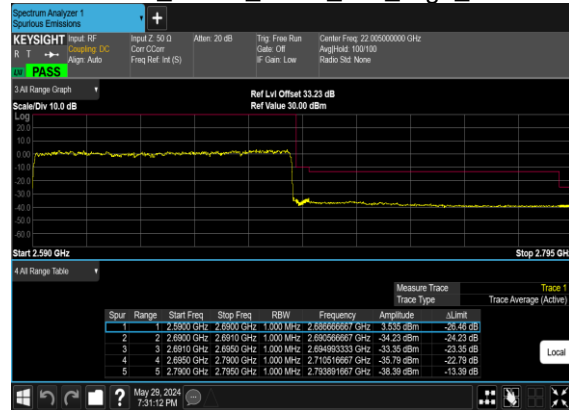 Spectrum Analyzer 1
Spurious Emissions
+
KEYSIGHT Input: RF Input Z: 50 Ω Atten: 20 dB Trig: Free Run Center Freq: 22.005000000 GHz
R T Coupling: DC Corr CCorr Gate: Off Avg|Hold: 100/100
Align: Auto Freq Ref: Int (S) IF Gain: Low Radio Std: None
PASS
3 All Range Graph Ref Lvl Offset 33.23 dB
Scale/Div 10.0 dB Ref Value 30.00 dBm
Log
20.0
10.0
0.00
-10.0
-20.0
-30.0
-40.0
-50.0
-60.0
Start 2.590 GHz Stop 2.795 GHz
4 All Range Table
Measure Trace Trace 1
Trace Type Trace Average (Active)
Spur Range Start Freq Stop Freq RBW Frequency Amplitude ΔLimit
1 1 2.5900 GHz 2.6900 GHz 1.000 MHz 2.686666667 GHz 3.535 dBm -26.46 dB
2 2 2.6900 GHz 2.6910 GHz 1.000 MHz 2.690566667 GHz -34.23 dBm -24.23 dB
3 3 2.6910 GHz 2.6950 GHz 1.000 MHz 2.694993333 GHz -33.35 dBm -23.35 dB
4 4 2.6950 GHz 2.7900 GHz 1.000 MHz 2.710516667 GHz -35.79 dBm -22.79 dB
5 5 2.7900 GHz 2.7950 GHz 1.000 MHz 2.793891667 GHz -38.39 dBm -13.39 dB
Local
? May 29, 2024
7:31:12 PM